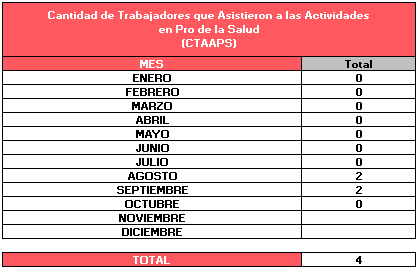 Cantidad de Trabajadores que Asistieron a las Actividades
en Pro de la Salud
(CTAAPS)
MES Total
ENERO 0
FEBRERO 0
MARZO 0
ABRIL 0
MAYO 0
JUNIO 0
JULIO 0
AGOSTO 2
SEPTIEMBRE 2
OCTUBRE 0
NOVIEMBRE
DICIEMBRE
TOTAL 4